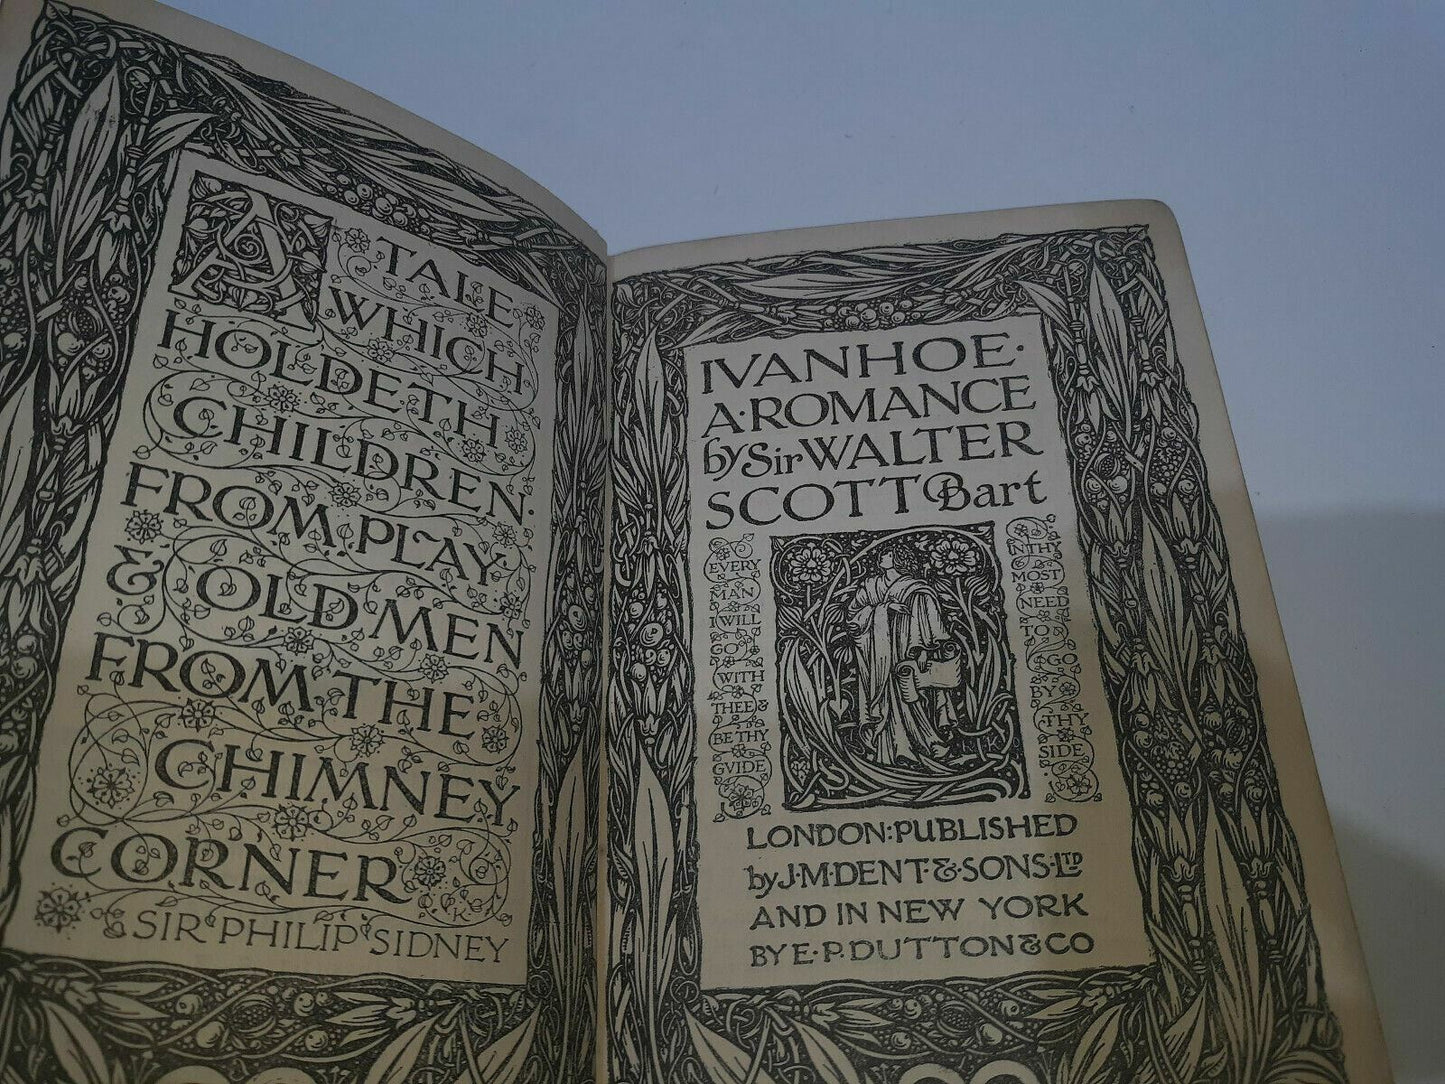 A TALE
WHICH
HOLDETH
CHILDREN
FROM PLAY
& OLD MEN
FROM THE
CHIMNEY
CORNER
SIR PHILIP SIDNEY
IVANHOE·
A·ROMANCE
by Sir WALTER
SCOTT Bart
EVERY
MAN
I WILL
GO
WITH
THEE &
BE THY
GUIDE
IN THY
MOST
NEED
TO
GO
BY
THY
SIDE
LONDON:PUBLISHED
by J·M·DENT·&·SONS·LTD
AND IN NEW YORK
BY E·P·DUTTON & CO